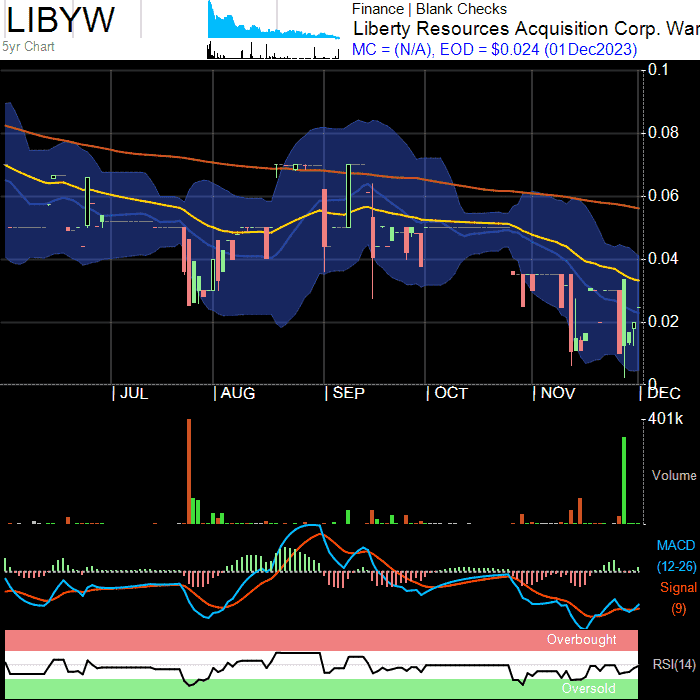 LIBYW
5yr Chart
Finance | Blank Checks
Liberty Resources Acquisition Corp. War
MC = (N/A), EOD = $0.024 (01Dec2023)
0.1
0.08
0.06
0.04
0.02
0
JUL
AUG
SEP
OCT
NOV
DEC
401k
Volume
MACD
(12-26)
Signal
(9)
Overbought
RSI(14)
Oversold